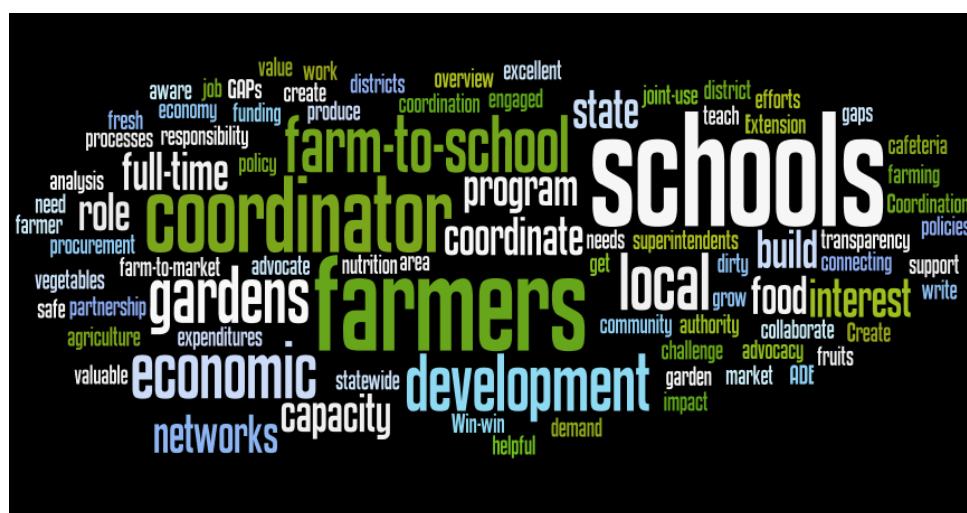 value work districts overview excellent
aware job GAPs create coordination engaged state joint-use district efforts
fresh economy funding produce farm-to-school schools teach Extension gaps
processes responsibility cafeteria
analysis full-time policy program farming
need role coordinator coordinate Coordination
farmer procurement needs superintendents build transparency policies
vegetables farm-to-market advocate nutrition area get local dirty connecting support
safe partnership gardens farmers grow food interest write
agriculture expenditures community authority collaborate Create
valuable economic statewide development challenge advocacy fruits
garden market ADE
networks capacity Win-win demand impact
helpful